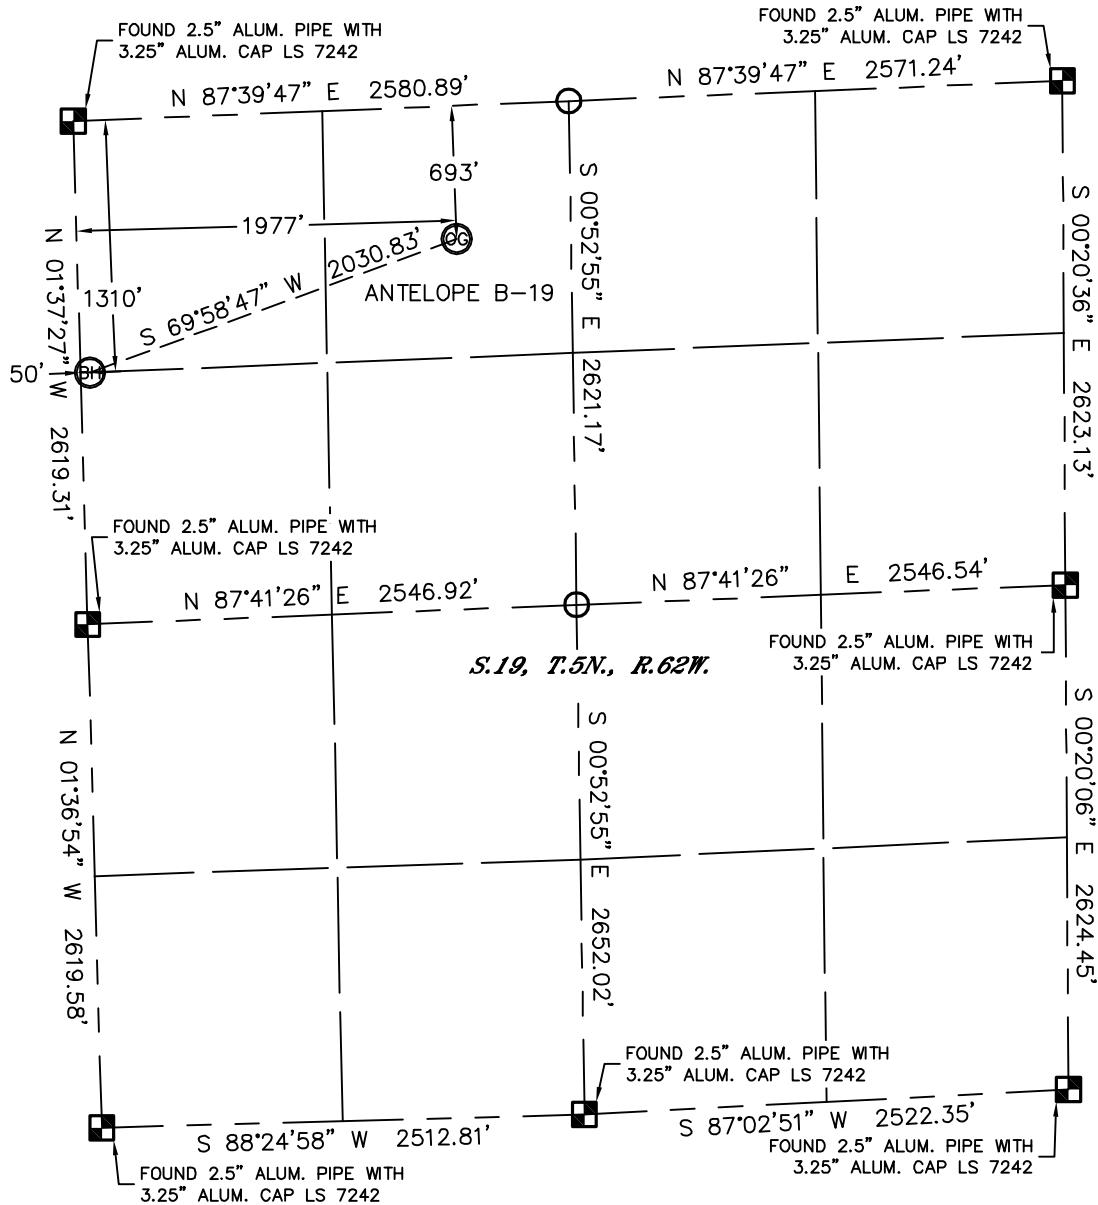 FOUND 2.5" ALUM. PIPE WITH
3.25" ALUM. CAP LS 7242
FOUND 2.5" ALUM. PIPE WITH
3.25" ALUM. CAP LS 7242
N 87°39'47" E 2580.89'
N 87°39'47" E 2571.24'
693'
1977'
OG
S 69°58'47" W 2030.83'
ANTELOPE B-19
1310'
50'
BH
N 01°37'27" W 2619.31'
S 00°52'55" E 2621.17'
S 00°20'36" E 2623.13'
FOUND 2.5" ALUM. PIPE WITH
3.25" ALUM. CAP LS 7242
N 87°41'26" E 2546.92'
N 87°41'26" E 2546.54'
FOUND 2.5" ALUM. PIPE WITH
3.25" ALUM. CAP LS 7242
S.19, T.5N., R.62W.
N 01°36'54" W 2619.58'
S 00°52'55" E 2652.02'
S 00°20'06" E 2624.45'
FOUND 2.5" ALUM. PIPE WITH
3.25" ALUM. CAP LS 7242
S 88°24'58" W 2512.81'
S 87°02'51" W 2522.35'
FOUND 2.5" ALUM. PIPE WITH
3.25" ALUM. CAP LS 7242
FOUND 2.5" ALUM. PIPE WITH
3.25" ALUM. CAP LS 7242